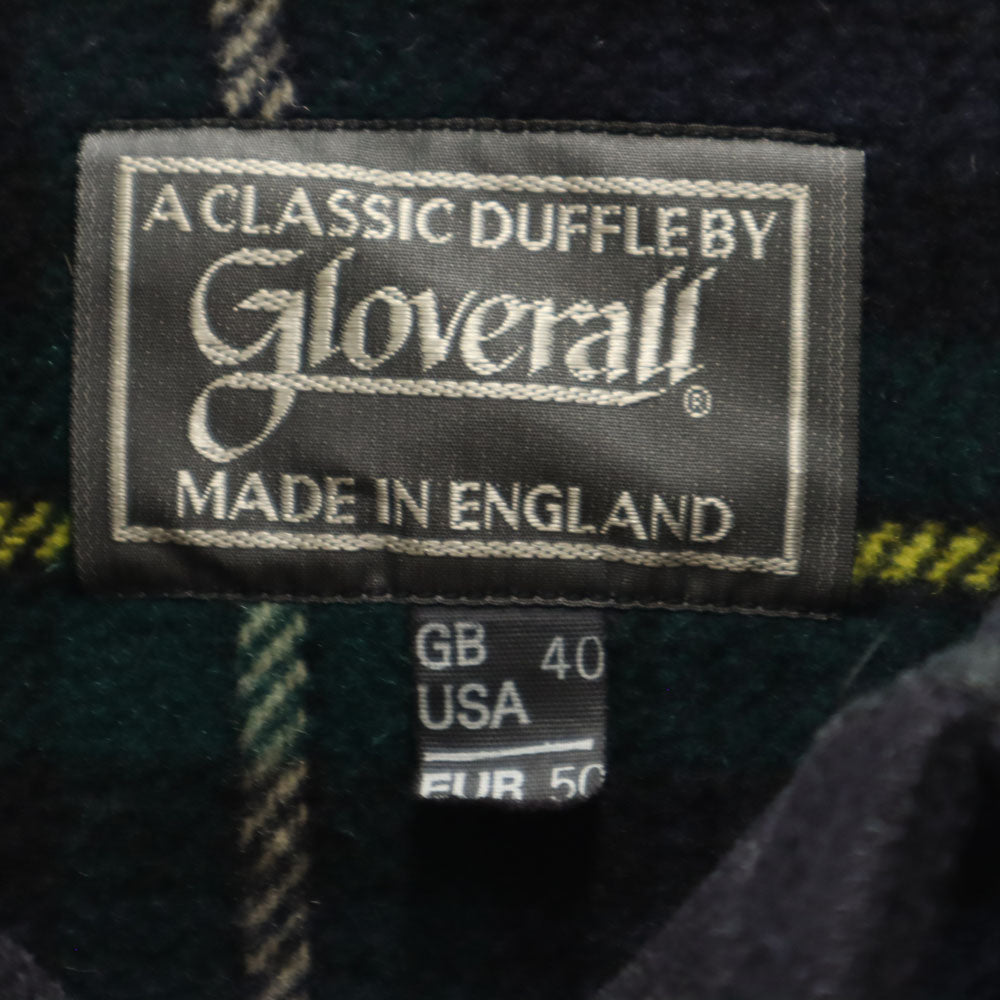 A CLASSIC DUFFLE BY
Gloverall®
MADE IN ENGLAND
GB 40
USA
EUR 50